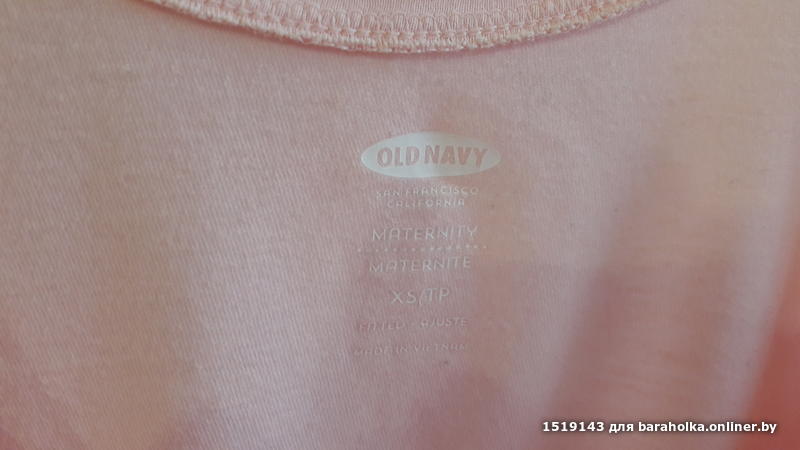 OLD NAVY
SAN FRANCISCO
CALIFORNIA
MATERNITY
MATERNITE
XS/TP
FITTED - AJUSTE
MADE IN VIETNAM
1519143 для baraholka.onliner.by